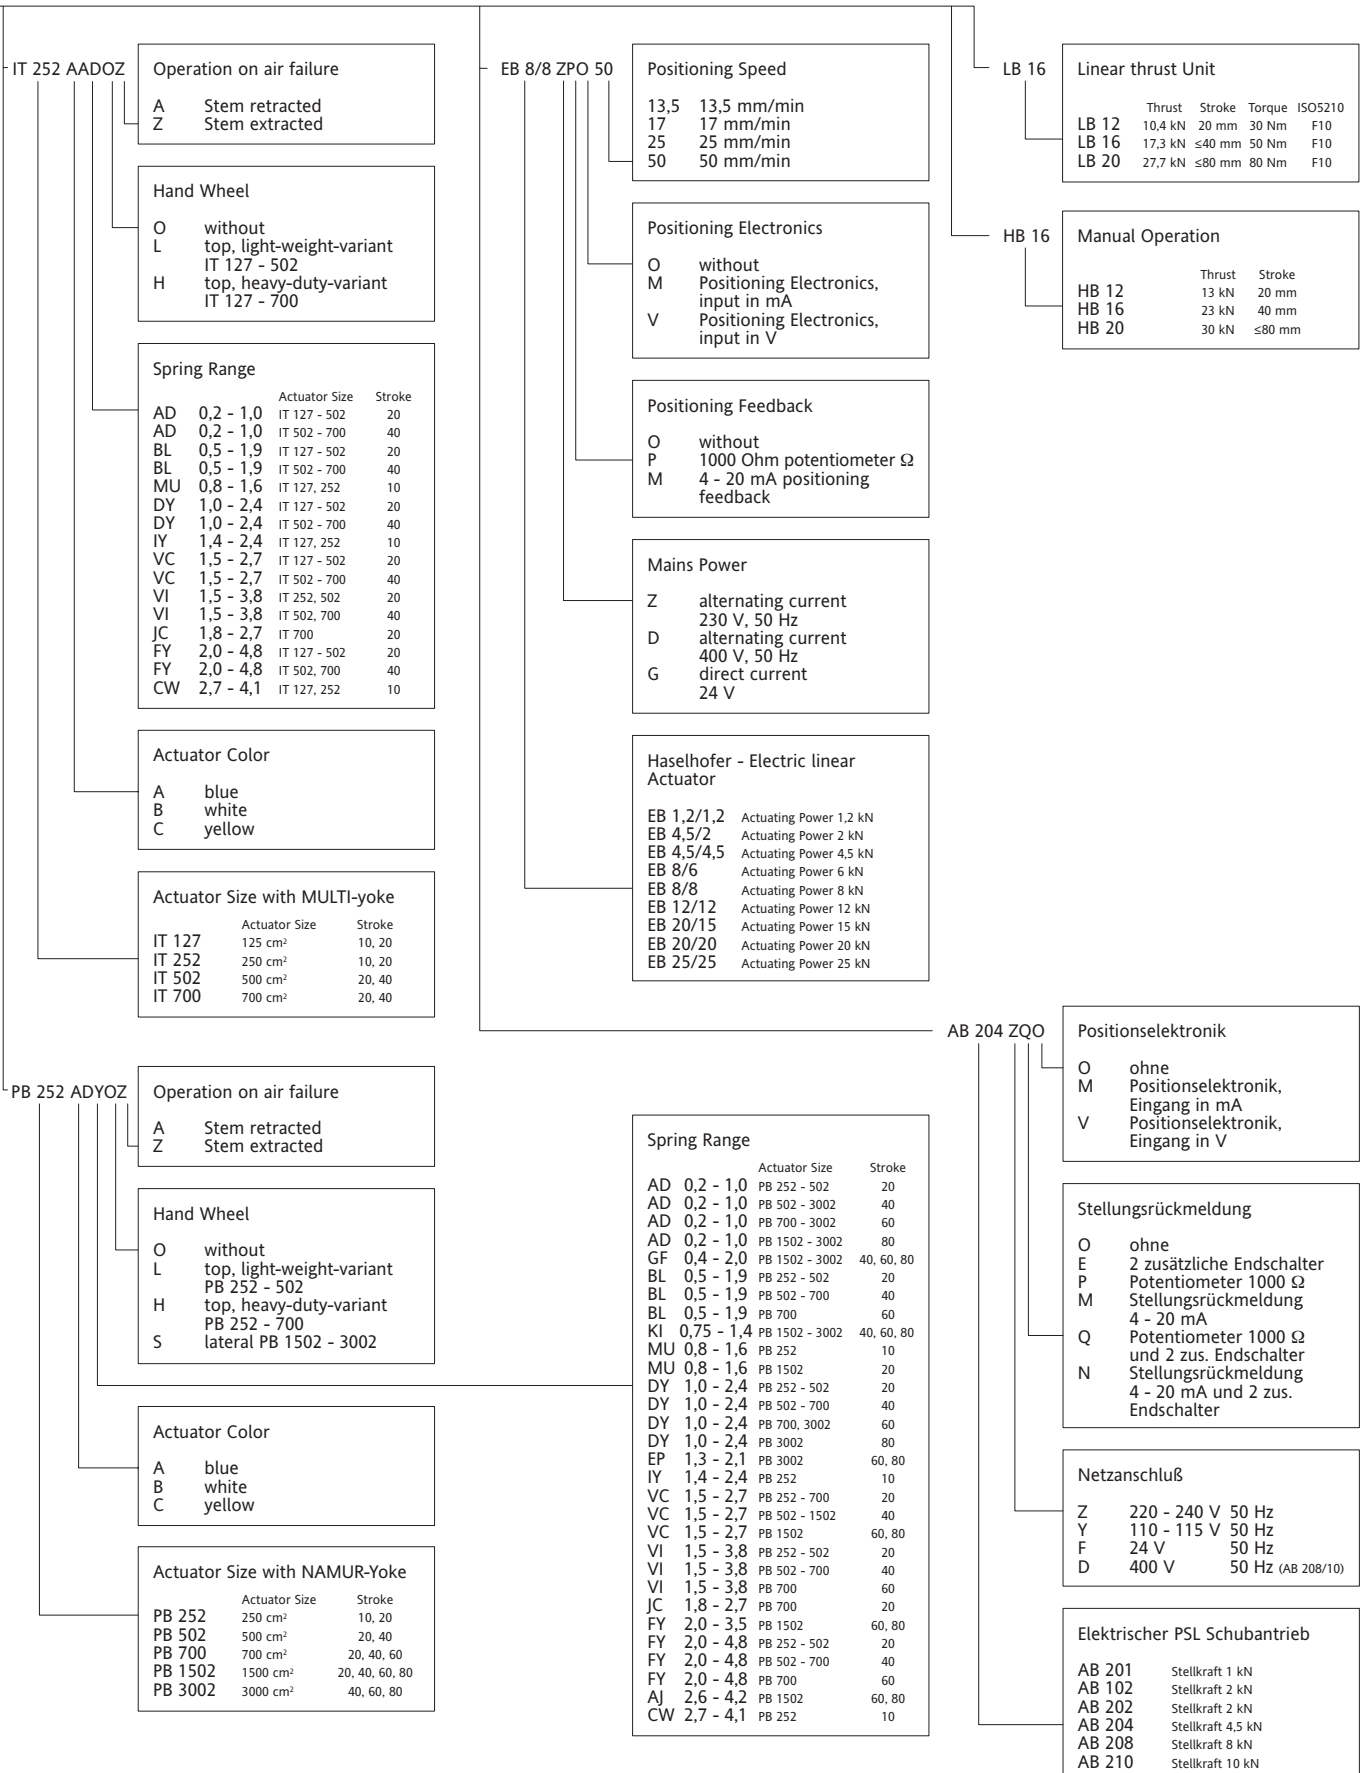 IT 252 AADOZ
Operation on air failure
A Stem retracted
Z Stem extracted
Hand Wheel
O without
L top, light-weight-variant
IT 127 - 502
H top, heavy-duty-variant
IT 127 - 700
Spring Range
Actuator Size Stroke
AD 0,2 - 1,0 IT 127 - 502 20
AD 0,2 - 1,0 IT 502 - 700 40
BL 0,5 - 1,9 IT 127 - 502 20
BL 0,5 - 1,9 IT 502 - 700 40
MU 0,8 - 1,6 IT 127, 252 10
DY 1,0 - 2,4 IT 127 - 502 20
DY 1,0 - 2,4 IT 502 - 700 40
IY 1,4 - 2,4 IT 127, 252 10
VC 1,5 - 2,7 IT 127 - 502 20
VC 1,5 - 2,7 IT 502 - 700 40
VI 1,5 - 3,8 IT 252, 502 20
VI 1,5 - 3,8 IT 502, 700 40
JC 1,8 - 2,7 IT 700 20
FY 2,0 - 4,8 IT 127 - 502 20
FY 2,0 - 4,8 IT 502, 700 40
CW 2,7 - 4,1 IT 127, 252 10
Actuator Color
A blue
B white
C yellow
Actuator Size with MULTI-yoke
Actuator Size Stroke
IT 127 125 cm² 10, 20
IT 252 250 cm² 10, 20
IT 502 500 cm² 20, 40
IT 700 700 cm² 20, 40
PB 252 ADYOZ
Operation on air failure
A Stem retracted
Z Stem extracted
Hand Wheel
O without
L top, light-weight-variant
PB 252 - 502
H top, heavy-duty-variant
PB 252 - 700
S lateral PB 1502 - 3002
Actuator Color
A blue
B white
C yellow
Actuator Size with NAMUR-Yoke
Actuator Size Stroke
PB 252 250 cm² 10, 20
PB 502 500 cm² 20, 40
PB 700 700 cm² 20, 40, 60
PB 1502 1500 cm² 20, 40, 60, 80
PB 3002 3000 cm² 40, 60, 80
EB 8/8 ZPO 50
Positioning Speed
13,5 13,5 mm/min
17 17 mm/min
25 25 mm/min
50 50 mm/min
Positioning Electronics
O without
M Positioning Electronics,
input in mA
V Positioning Electronics,
input in V
Positioning Feedback
O without
P 1000 Ohm potentiometer Ω
M 4 - 20 mA positioning
feedback
Mains Power
Z alternating current
230 V, 50 Hz
D alternating current
400 V, 50 Hz
G direct current
24 V
Haselhofer - Electric linear
Actuator
EB 1,2/1,2 Actuating Power 1,2 kN
EB 4,5/2 Actuating Power 2 kN
EB 4,5/4,5 Actuating Power 4,5 kN
EB 8/6 Actuating Power 6 kN
EB 8/8 Actuating Power 8 kN
EB 12/12 Actuating Power 12 kN
EB 20/15 Actuating Power 15 kN
EB 20/20 Actuating Power 20 kN
EB 25/25 Actuating Power 25 kN
Spring Range
Actuator Size Stroke
AD 0,2 - 1,0 PB 252 - 502 20
AD 0,2 - 1,0 PB 502 - 3002 40
AD 0,2 - 1,0 PB 700 - 3002 60
AD 0,2 - 1,0 PB 1502 - 3002 80
GF 0,4 - 2,0 PB 1502 - 3002 40, 60, 80
BL 0,5 - 1,9 PB 252 - 502 20
BL 0,5 - 1,9 PB 502 - 700 40
BL 0,5 - 1,9 PB 700 60
KI 0,75 - 1,4 PB 1502 - 3002 40, 60, 80
MU 0,8 - 1,6 PB 252 10
MU 0,8 - 1,6 PB 1502 20
DY 1,0 - 2,4 PB 252 - 502 20
DY 1,0 - 2,4 PB 502 - 700 40
DY 1,0 - 2,4 PB 700, 3002 60
DY 1,0 - 2,4 PB 3002 80
EP 1,3 - 2,1 PB 3002 60, 80
IY 1,4 - 2,4 PB 252 10
VC 1,5 - 2,7 PB 252 - 700 20
VC 1,5 - 2,7 PB 502 - 1502 40
VC 1,5 - 2,7 PB 1502 60, 80
VI 1,5 - 3,8 PB 252 - 502 20
VI 1,5 - 3,8 PB 502 - 700 40
VI 1,5 - 3,8 PB 700 60
JC 1,8 - 2,7 PB 700 20
FY 2,0 - 3,5 PB 1502 60, 80
FY 2,0 - 4,8 PB 252 - 502 20
FY 2,0 - 4,8 PB 502 - 700 40
FY 2,0 - 4,8 PB 700 60
AJ 2,6 - 4,2 PB 1502 60, 80
CW 2,7 - 4,1 PB 252 10
LB 16
Linear thrust Unit
Thrust Stroke Torque ISO5210
LB 12 10,4 kN 20 mm 30 Nm F10
LB 16 17,3 kN ≤40 mm 50 Nm F10
LB 20 27,7 kN ≤80 mm 80 Nm F10
HB 16
Manual Operation
Thrust Stroke
HB 12 13 kN 20 mm
HB 16 23 kN 40 mm
HB 20 30 kN ≤80 mm
AB 204 ZQO
Positionselektronik
O ohne
M Positionselektronik,
Eingang in mA
V Positionselektronik,
Eingang in V
Stellungsrückmeldung
O ohne
E 2 zusätzliche Endschalter
P Potentiometer 1000 Ω
M Stellungsrückmeldung
4 - 20 mA
Q Potentiometer 1000 Ω
und 2 zus. Endschalter
N Stellungsrückmeldung
4 - 20 mA und 2 zus.
Endschalter
Netzanschluß
Z 220 - 240 V 50 Hz
Y 110 - 115 V 50 Hz
F 24 V 50 Hz
D 400 V 50 Hz (AB 208/10)
Elektrischer PSL Schubantrieb
AB 201 Stellkraft 1 kN
AB 102 Stellkraft 2 kN
AB 202 Stellkraft 2 kN
AB 204 Stellkraft 4,5 kN
AB 208 Stellkraft 8 kN
AB 210 Stellkraft 10 kN